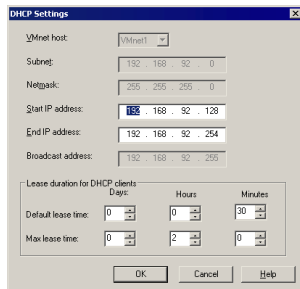 DHCP Settings
VMnet host: VMnet1
Subnet: 192 . 168 . 92 . 0
Netmask: 255 . 255 . 255 . 0
Start IP address: 192 . 168 . 92 . 128
End IP address: 192 . 168 . 92 . 254
Broadcast address: 192 . 168 . 92 . 255
Lease duration for DHCP clients
Days: Hours Minutes
Default lease time: 0 0 30
Max lease time: 0 2 0
OK Cancel Help